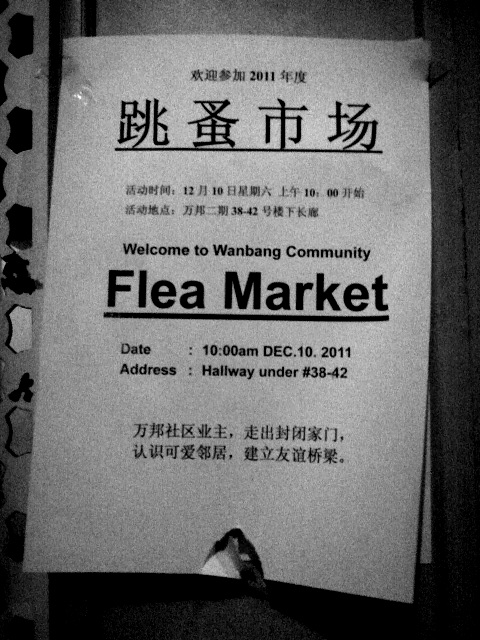 欢迎参加 2011 年度
跳蚤市场
活动时间：12 月 10 日星期六 上午 10：00 开始
活动地点：万邦二期 38-42 号楼下长廊
Welcome to Wanbang Community
Flea Market
Date : 10:00am DEC.10. 2011
Address : Hallway under #38-42
万邦社区业主，走出封闭家门，
认识可爱邻居，建立友谊桥梁。